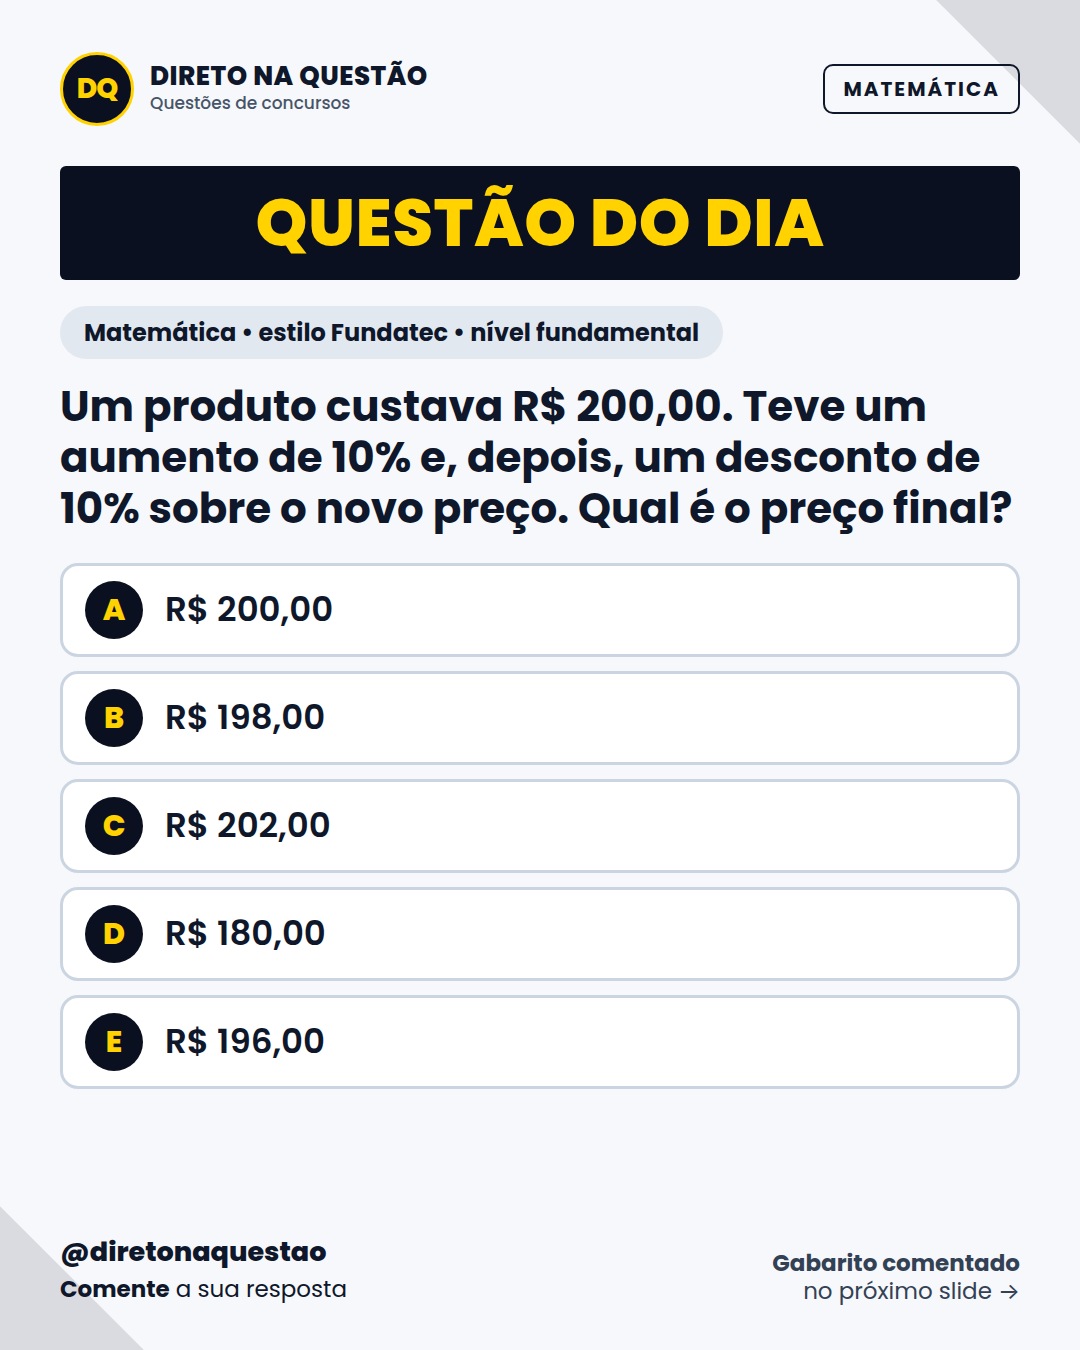 DQ
DIRETO NA QUESTÃO
Questões de concursos
MATEMÁTICA
QUESTÃO DO DIA
Matemática • estilo Fundatec • nível fundamental
Um produto custava R$ 200,00. Teve um
aumento de 10% e, depois, um desconto de
10% sobre o novo preço. Qual é o preço final?
A R$ 200,00
B R$ 198,00
C R$ 202,00
D R$ 180,00
E R$ 196,00
@diretonaquestao
Comente a sua resposta
Gabarito comentado
no próximo slide →